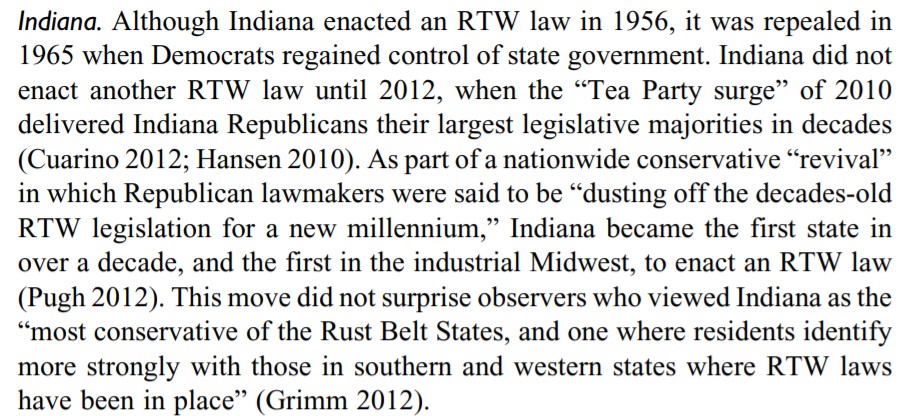 Indiana. Although Indiana enacted an RTW law in 1956, it was repealed in
1965 when Democrats regained control of state government. Indiana did not
enact another RTW law until 2012, when the “Tea Party surge” of 2010
delivered Indiana Republicans their largest legislative majorities in decades
(Cuarino 2012; Hansen 2010). As part of a nationwide conservative “revival”
in which Republican lawmakers were said to be “dusting off the decades-old
RTW legislation for a new millennium,” Indiana became the first state in
over a decade, and the first in the industrial Midwest, to enact an RTW law
(Pugh 2012). This move did not surprise observers who viewed Indiana as the
“most conservative of the Rust Belt States, and one where residents identify
more strongly with those in southern and western states where RTW laws
have been in place” (Grimm 2012).